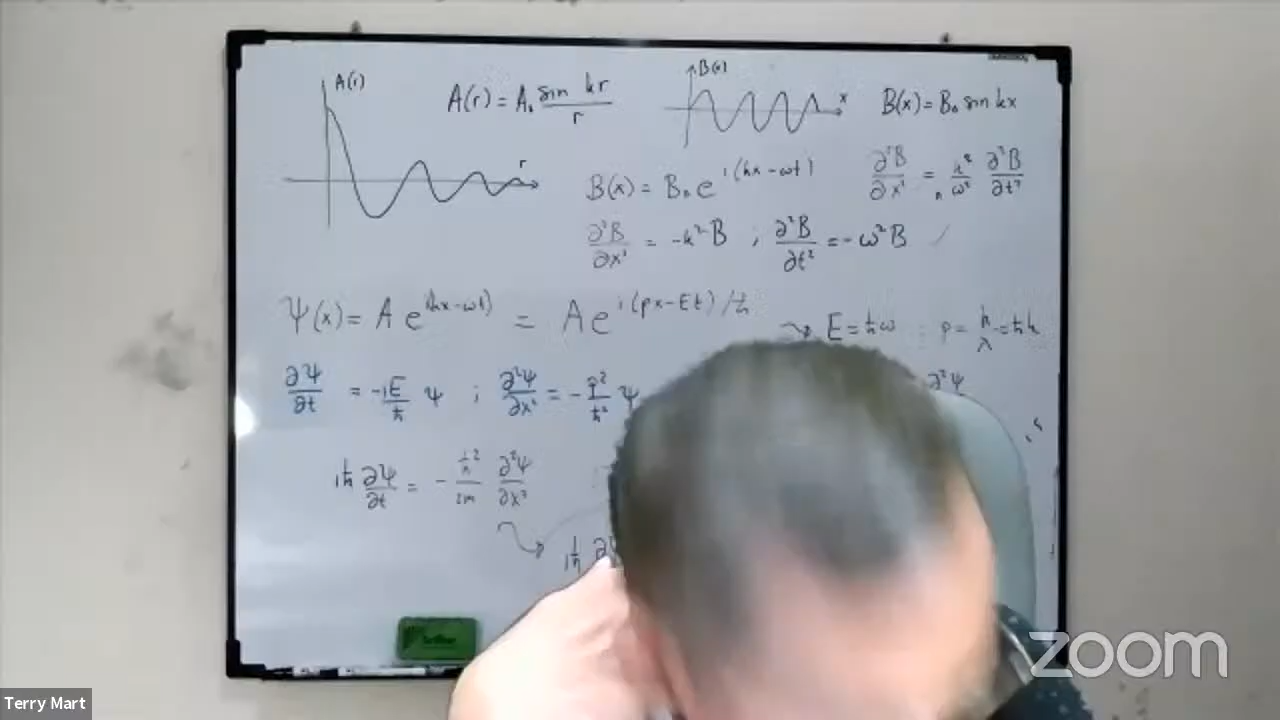 A(r)
A(r) = A₀ sin kr / r
r
B(x)
x
B(x) = B₀ sin kx
B(x) = B₀ e^{i(kx-ωt)}
∂²B/∂x² = k²/ω² ∂²B/∂t²
∂²B/∂x² = -k²B ; ∂²B/∂t² = -ω²B
Ψ(x) = A e^{i(kx-ωt)} = A e^{i(px-Et)/ħ}
E = ħω ; p = h/λ = ħk
∂Ψ/∂t = -iE/ħ Ψ ; ∂²Ψ/∂x² = -p²/ħ² Ψ
∂²Ψ
iħ ∂Ψ/∂t = - ħ²/2m ∂²Ψ/∂x²
iħ
zoom
Terry Mart